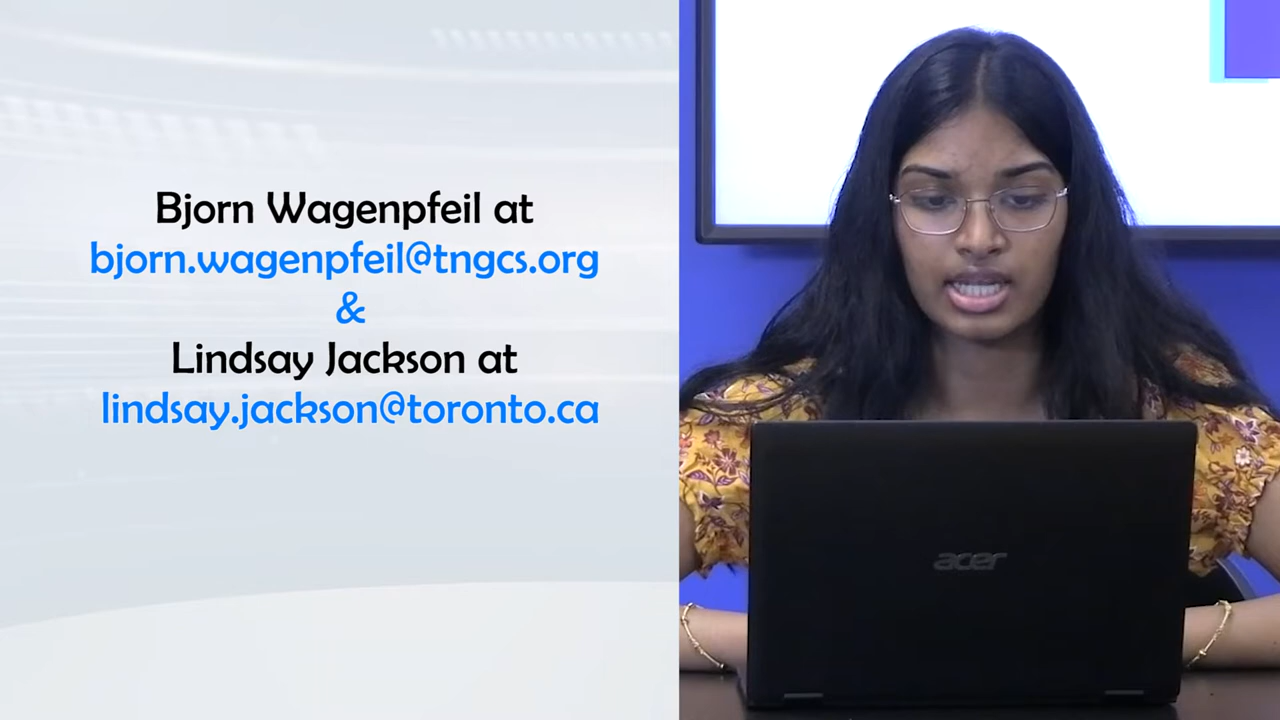 Bjorn Wagenpfeil at
bjorn.wagenpfeil@tngcs.org
&
Lindsay Jackson at
lindsay.jackson@toronto.ca
acer